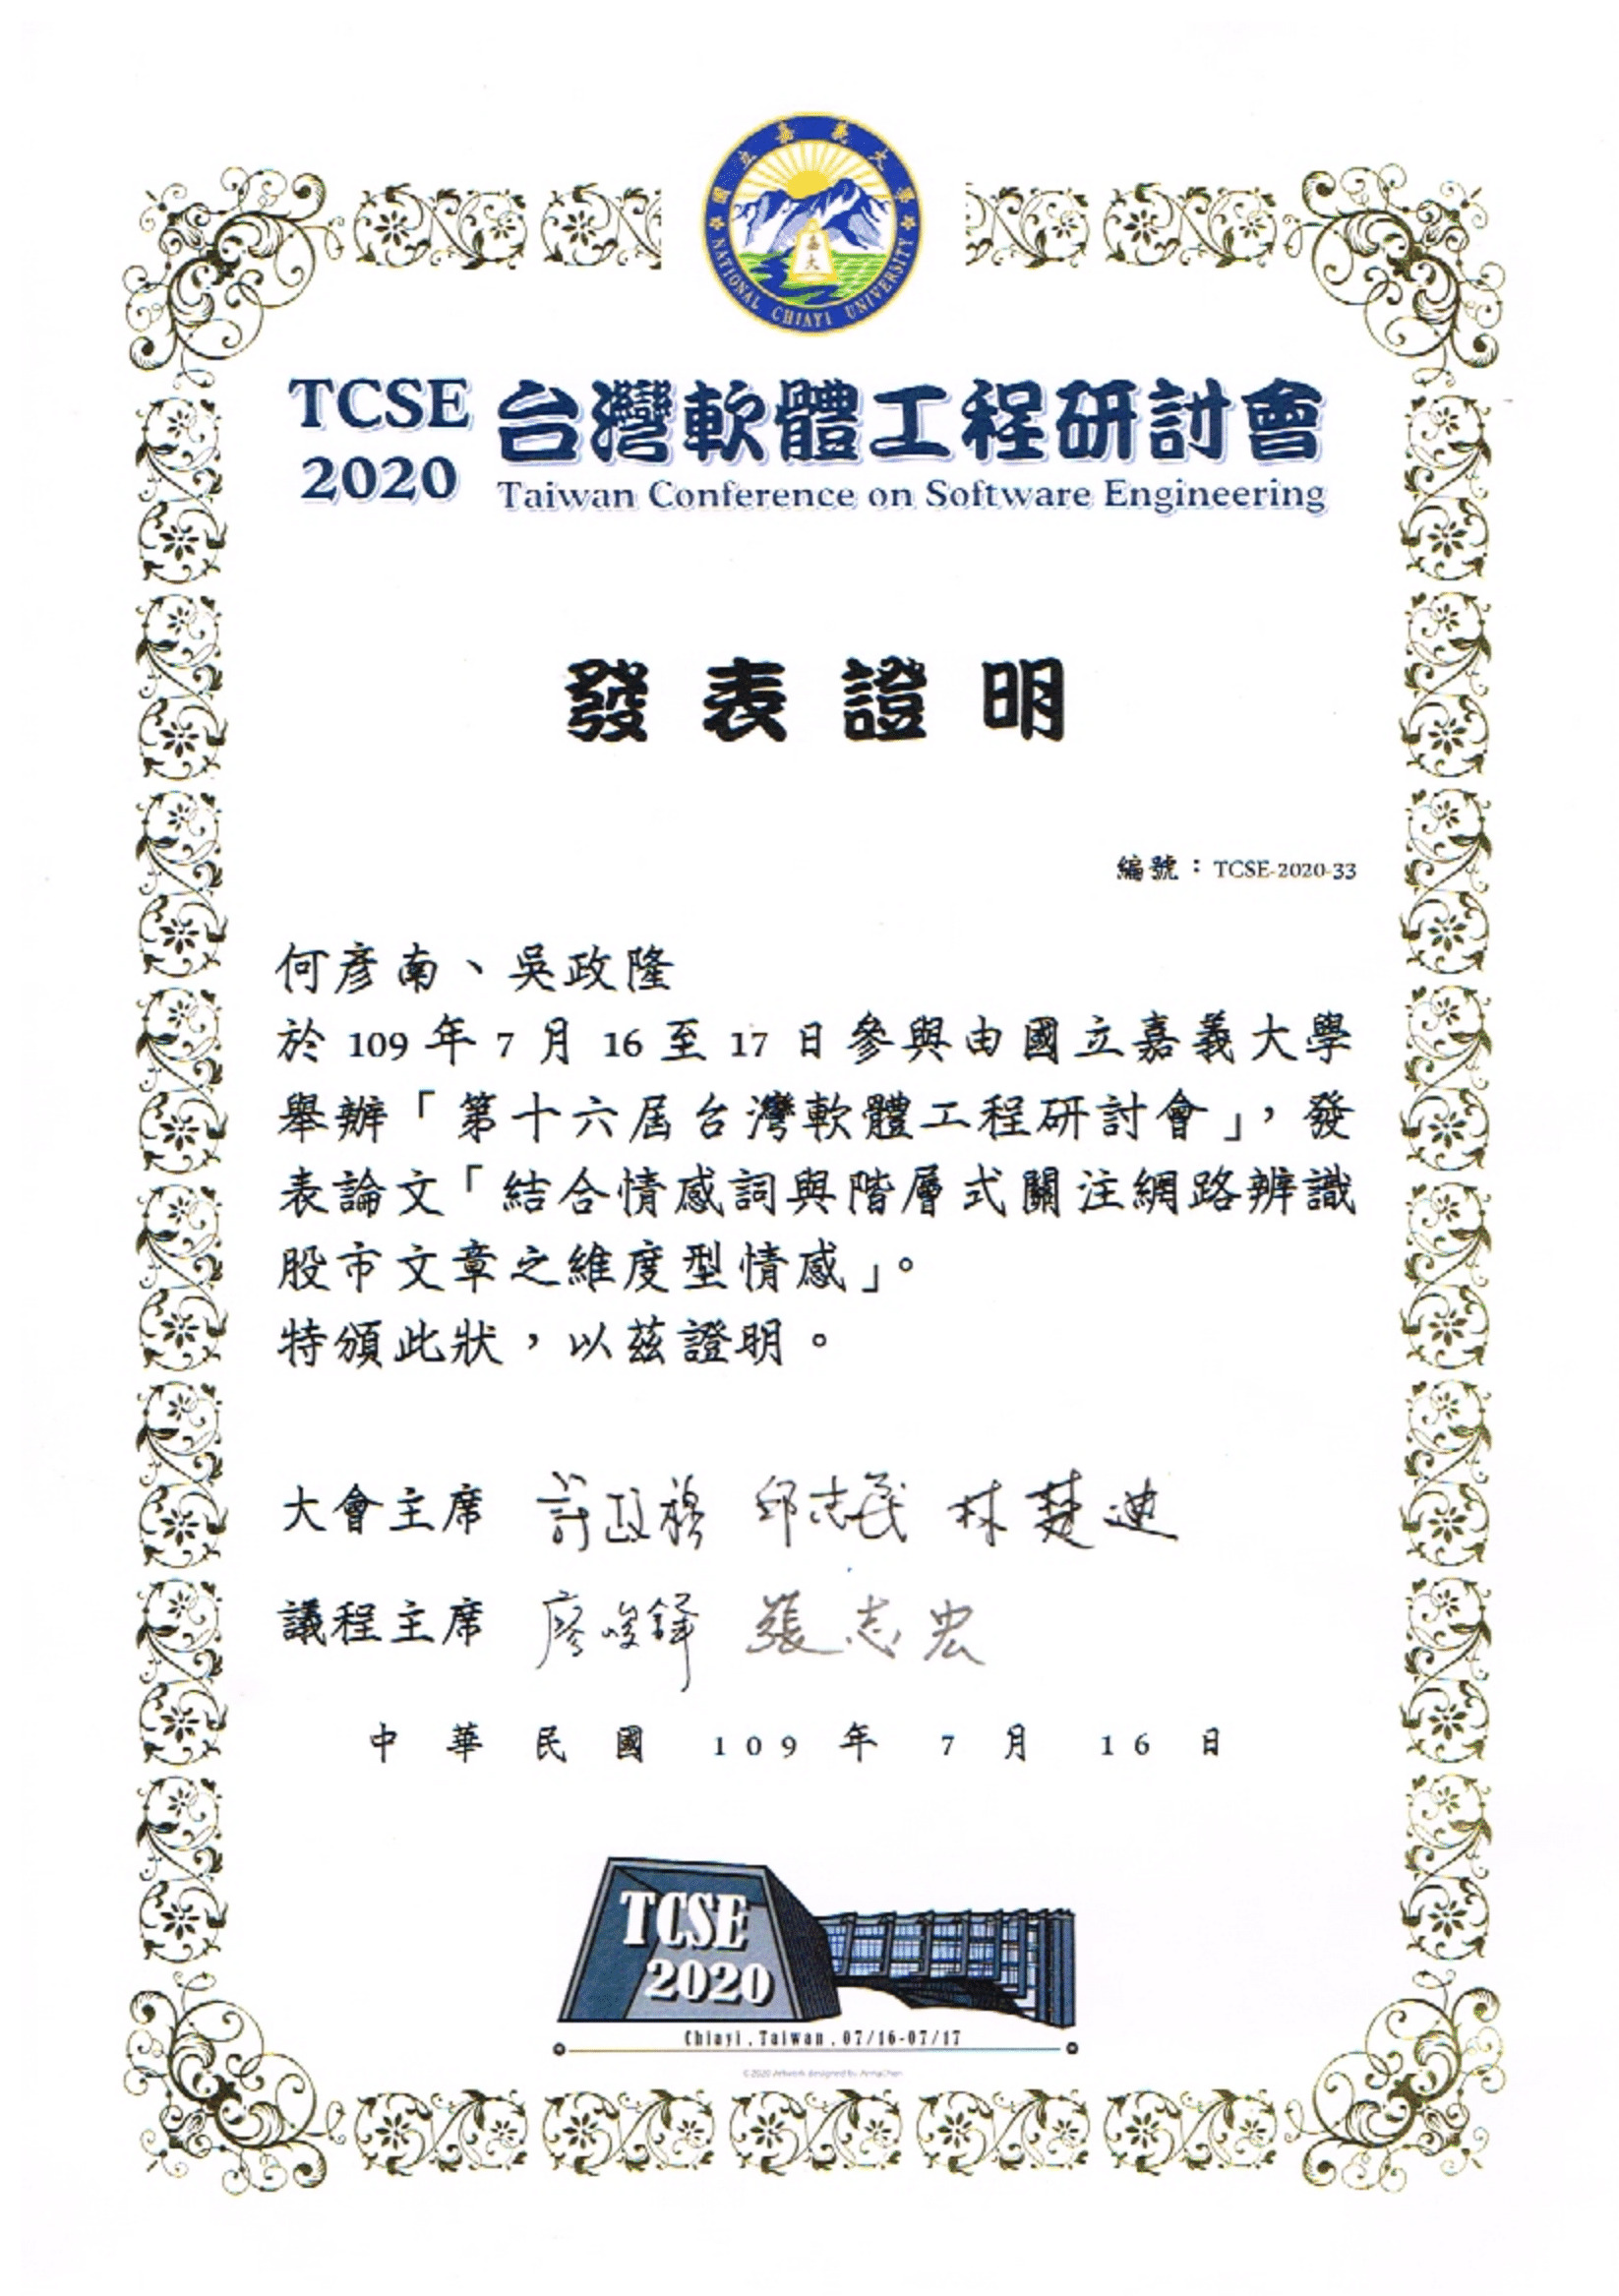 國立嘉義大學
嘉大
NATIONAL CHIAYI UNIVERSITY
TCSE 台灣軟體工程研討會
2020 Taiwan Conference on Software Engineering
發表證明
編號：TCSE-2020-33
何彥南、吳政隆
於 109 年 7 月 16 至 17 日參與由國立嘉義大學
舉辦「第十六屆台灣軟體工程研討會」，發
表論文「結合情感詞與階層式關注網路辨識
股市文章之維度型情感」。
特頒此狀，以茲證明。
大會主席 許政穆 邱志民 林楚迪
議程主席 廖峻鋒 張志宏
中華民國 109 年 7 月 16 日
TCSE
2020
Chiayi . Taiwan . 07/16-07/17
©2020 Artwork designed by AnnaChen